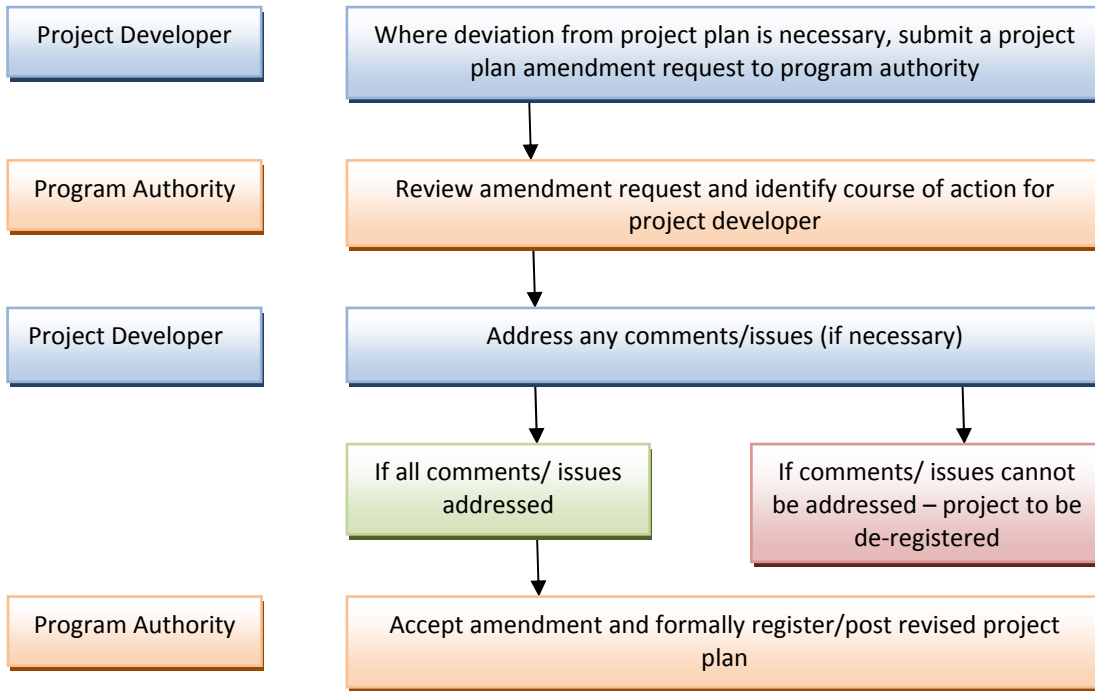 Project Developer
Where deviation from project plan is necessary, submit a project
plan amendment request to program authority
Program Authority
Review amendment request and identify course of action for
project developer
Project Developer
Address any comments/issues (if necessary)
If all comments/ issues
addressed
If comments/ issues cannot
be addressed – project to be
de-registered
Program Authority
Accept amendment and formally register/post revised project
plan